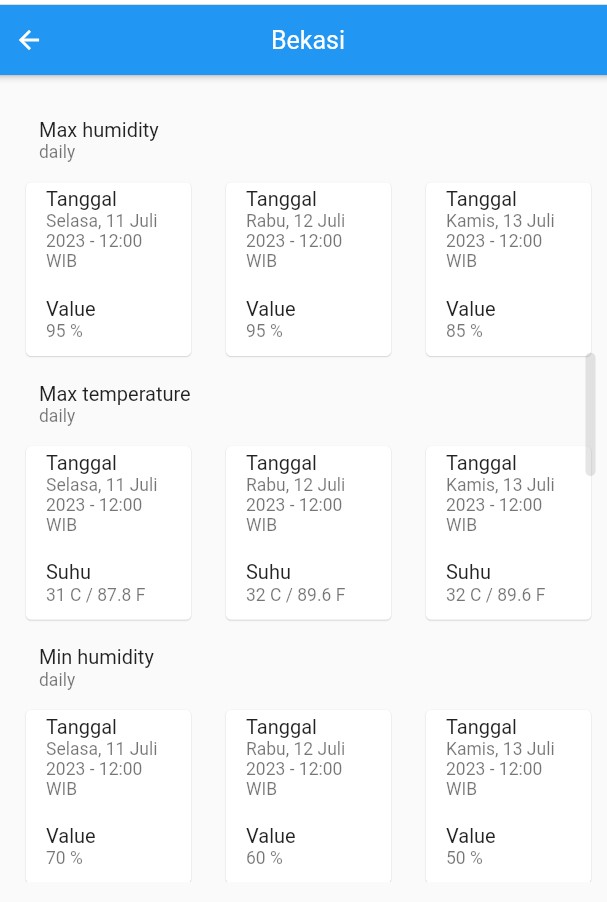 Bekasi
Max humidity
daily
Tanggal
Selasa, 11 Juli
2023 - 12:00
WIB
Value
95 %
Tanggal
Rabu, 12 Juli
2023 - 12:00
WIB
Value
95 %
Tanggal
Kamis, 13 Juli
2023 - 12:00
WIB
Value
85 %
Max temperature
daily
Tanggal
Selasa, 11 Juli
2023 - 12:00
WIB
Suhu
31 C / 87.8 F
Tanggal
Rabu, 12 Juli
2023 - 12:00
WIB
Suhu
32 C / 89.6 F
Tanggal
Kamis, 13 Juli
2023 - 12:00
WIB
Suhu
32 C / 89.6 F
Min humidity
daily
Tanggal
Selasa, 11 Juli
2023 - 12:00
WIB
Value
70 %
Tanggal
Rabu, 12 Juli
2023 - 12:00
WIB
Value
60 %
Tanggal
Kamis, 13 Juli
2023 - 12:00
WIB
Value
50 %